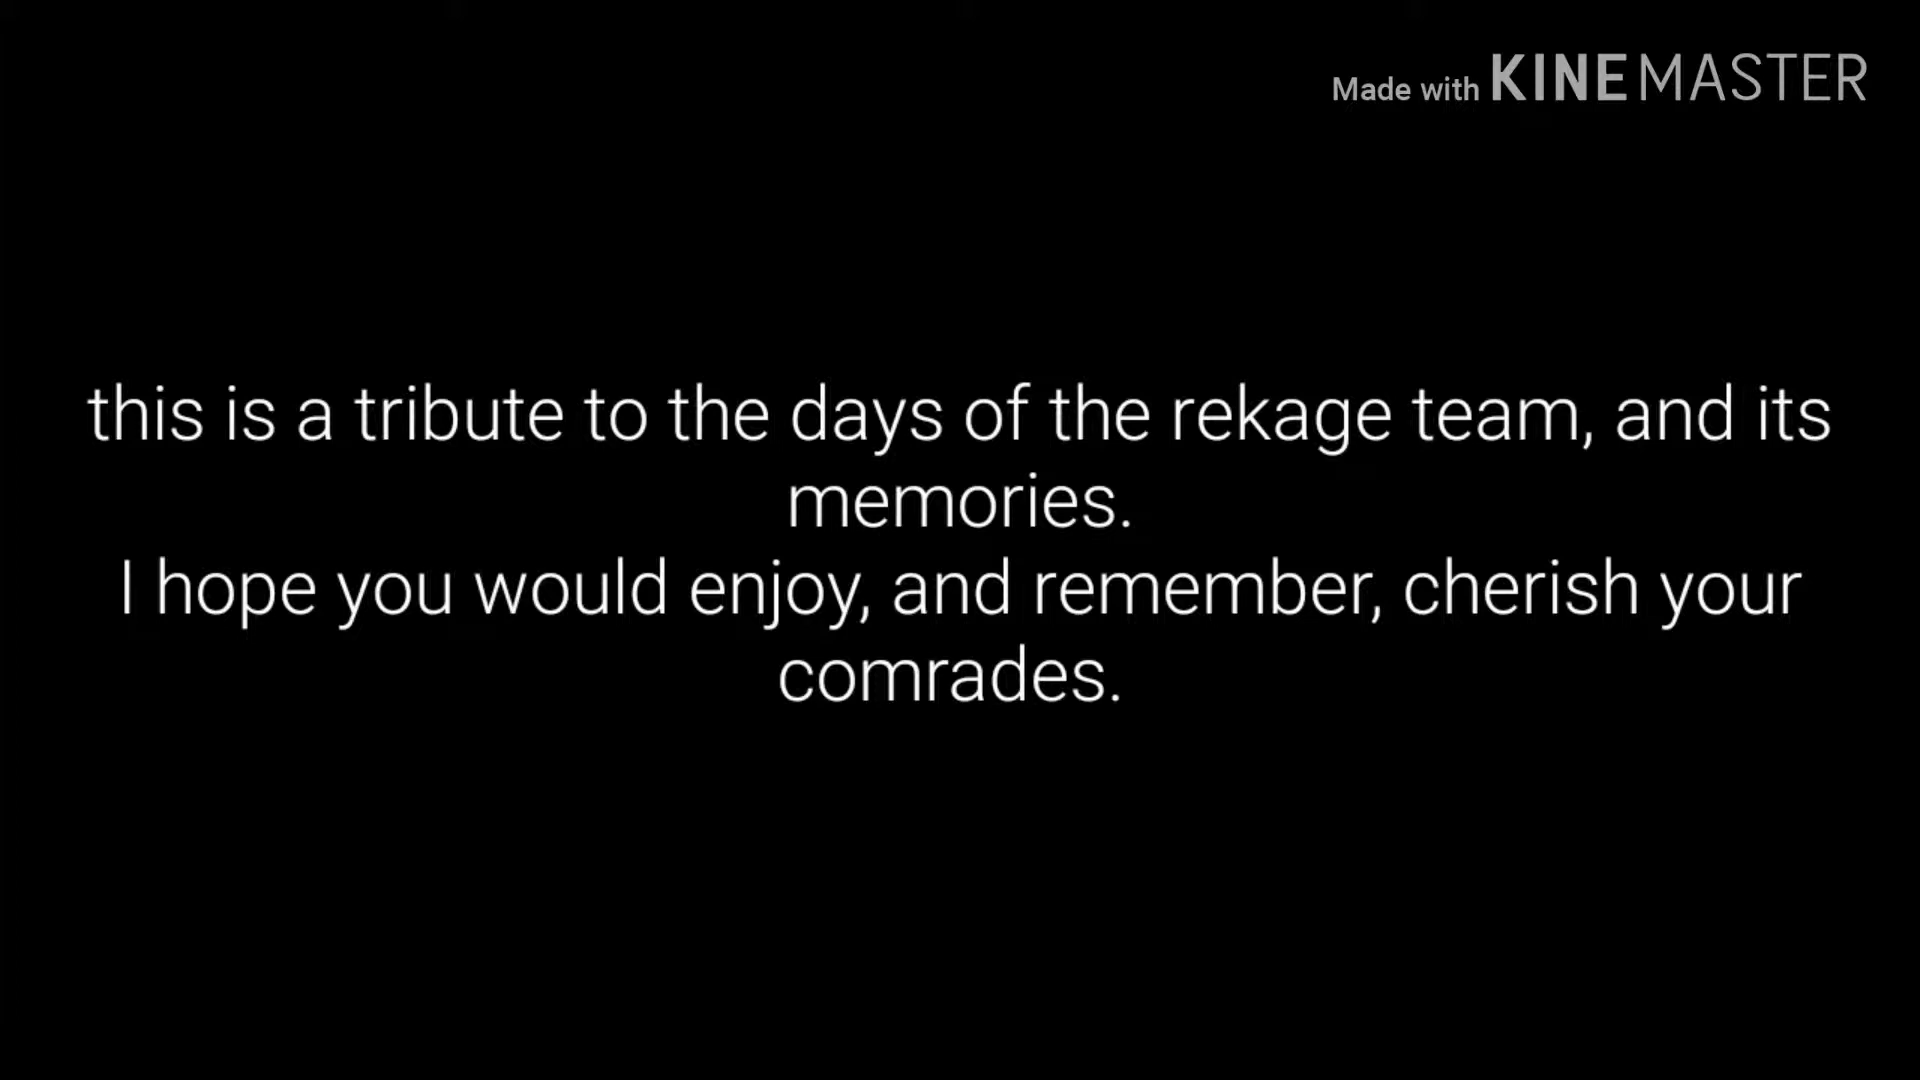 Made with KINEMASTER
this is a tribute to the days of the rekage team, and its
memories.
I hope you would enjoy, and remember, cherish your
comrades.